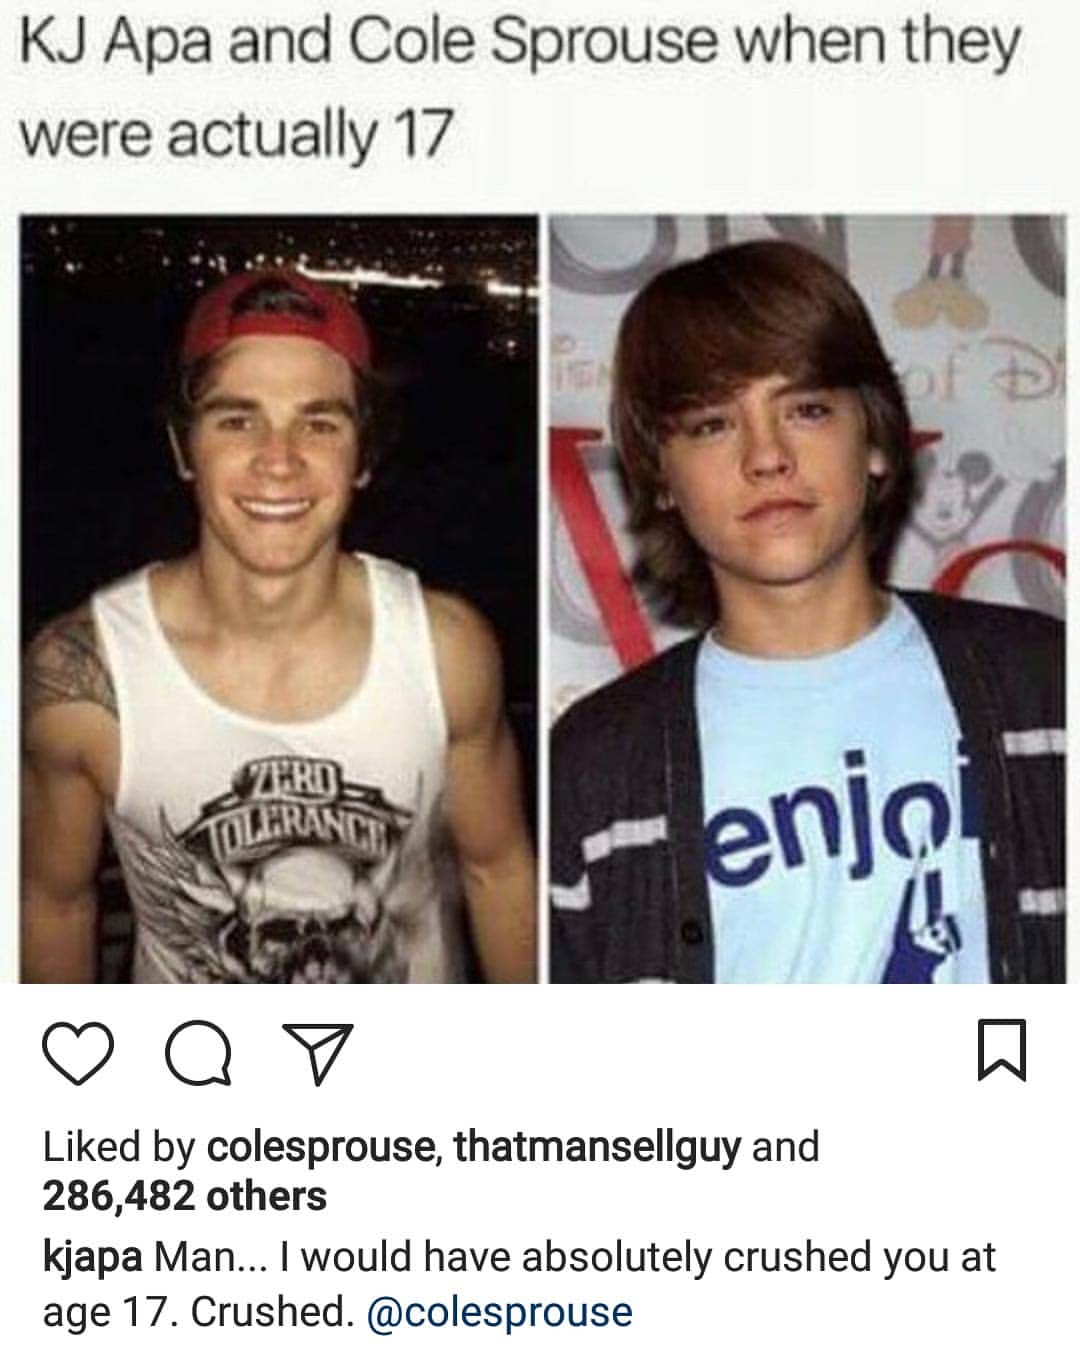 KJ Apa and Cole Sprouse when they
were actually 17
of D
ZERO
TOLERANCE
enjoi
Liked by colesprouse, thatmansellguy and
286,482 others
kjapa Man... I would have absolutely crushed you at
age 17. Crushed. @colesprouse